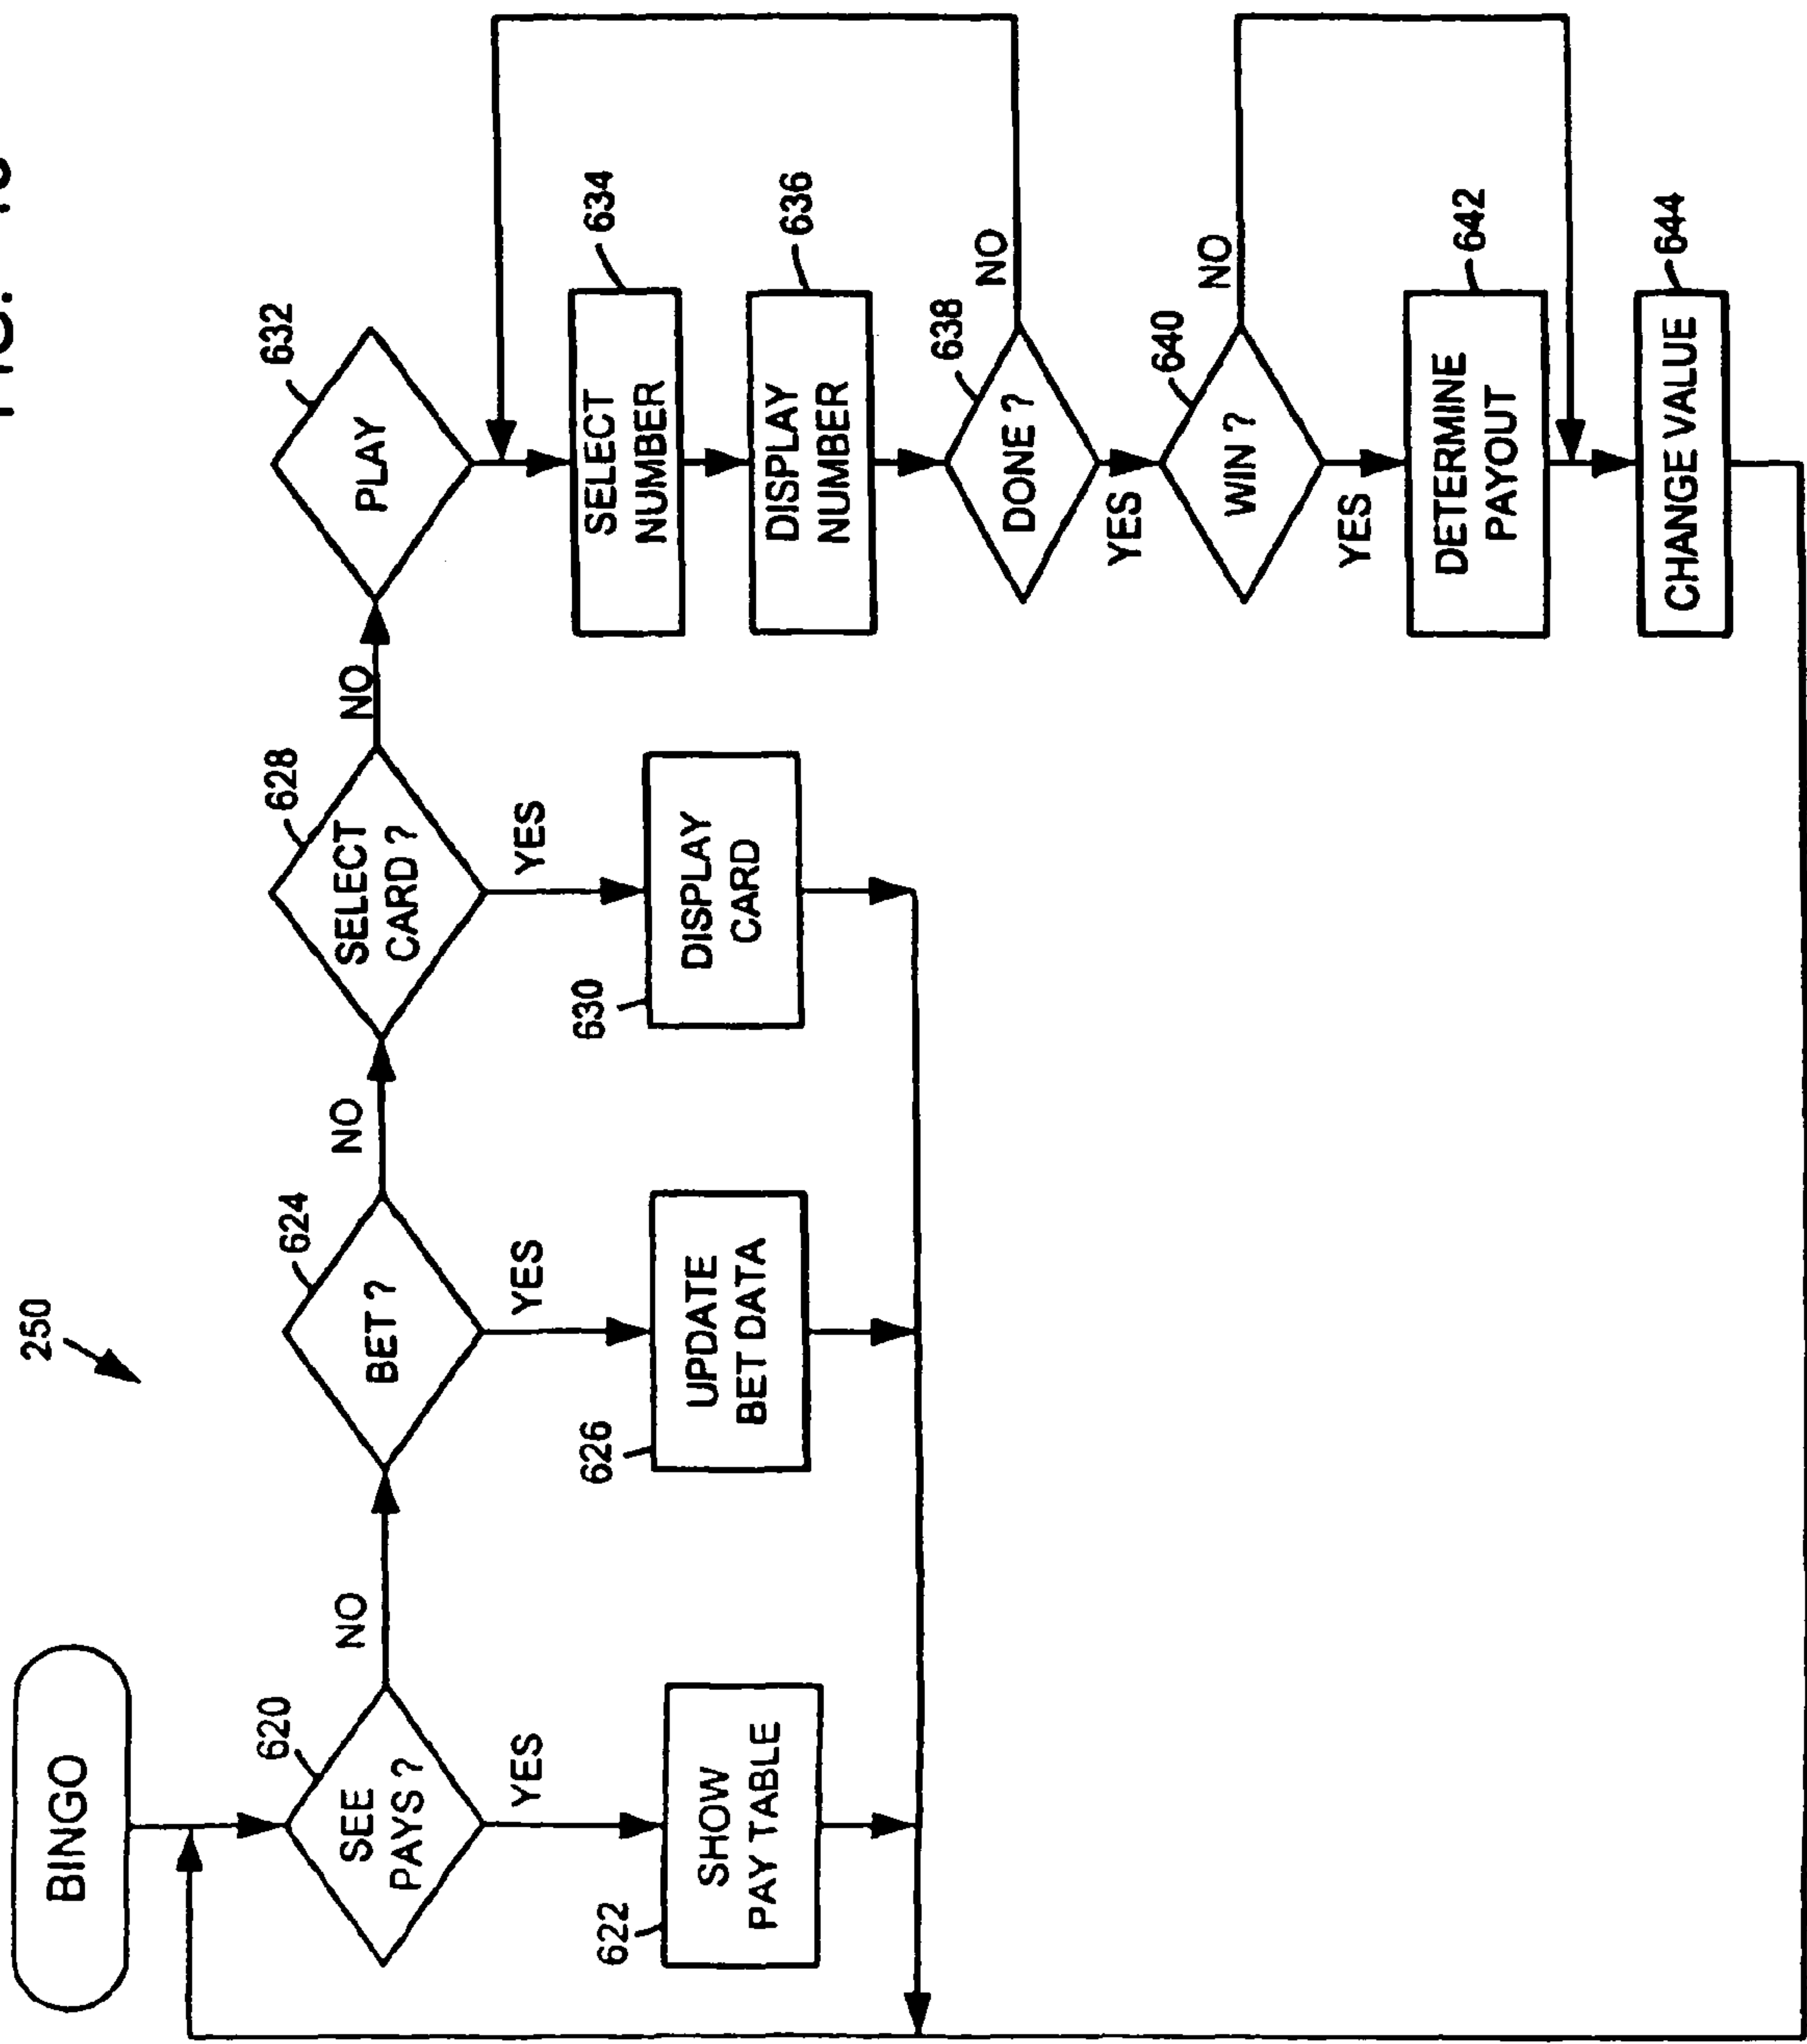 250
BINGO
620
SEE
PAYS ?
NO
624
BET ?
NO
628
SELECT
CARD ?
NO
632
PLAY
YES
YES
YES
622
SHOW
PAY TABLE
626
UPDATE
BET DATA
630
DISPLAY
CARD
634
SELECT
NUMBER
636
DISPLAY
NUMBER
638
DONE ?
NO
YES
640
WIN ?
NO
YES
642
DETERMINE
PAYOUT
644
CHANGE VALUE